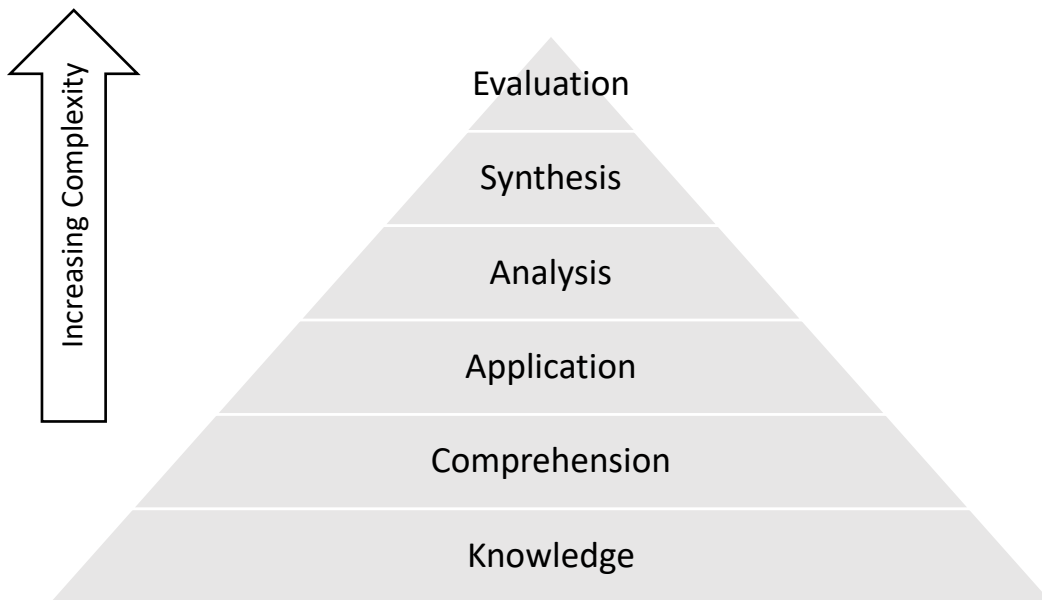 Increasing Complexity
Evaluation
Synthesis
Analysis
Application
Comprehension
Knowledge